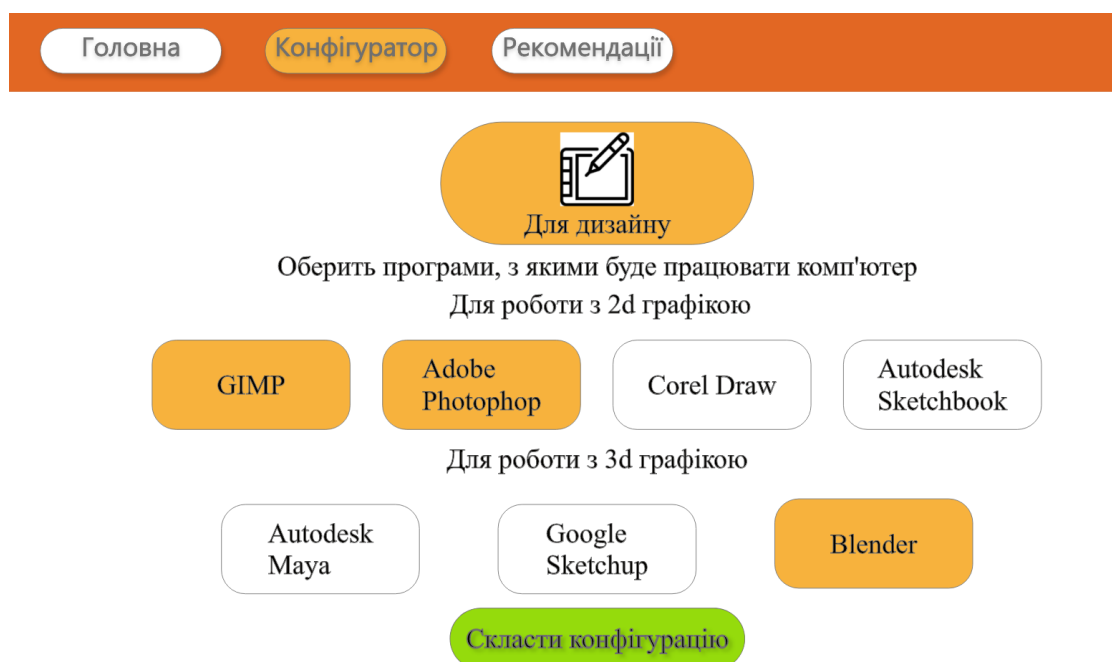 Головна
Конфігуратор
Рекомендації
Для дизайну
Оберить програми, з якими буде працювати комп'ютер
Для роботи з 2d графікою
GIMP
Adobe
Photophop
Corel Draw
Autodesk
Sketchbook
Для роботи з 3d графікою
Autodesk
Maya
Google
Sketchup
Blender
Скласти конфігурацію